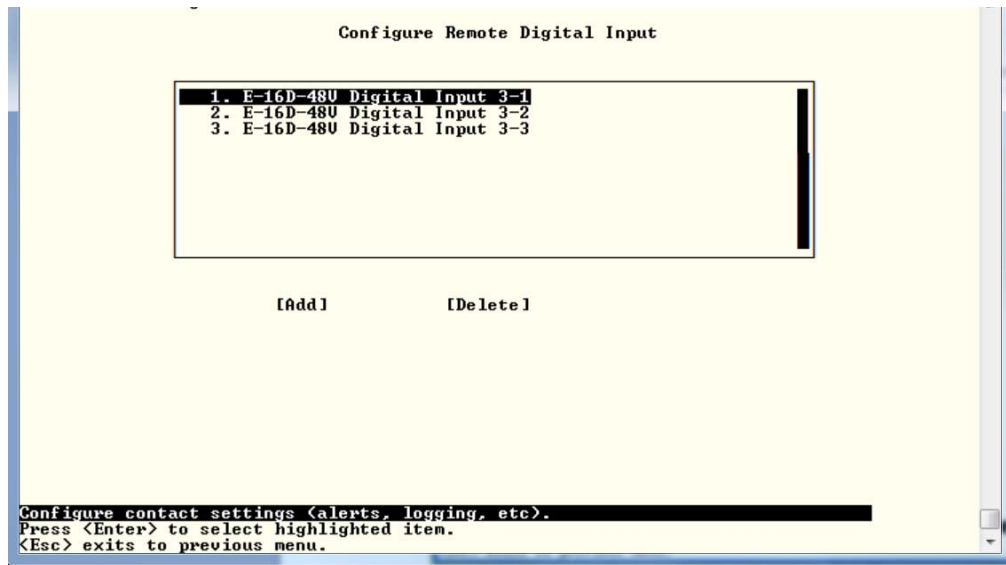 Configure Remote Digital Input
1. E-16D-48V Digital Input 3-1
2. E-16D-48V Digital Input 3-2
3. E-16D-48V Digital Input 3-3
[Add] [Delete]
Configure contact settings (alerts, logging, etc).
Press <Enter> to select highlighted item.
<Esc> exits to previous menu.